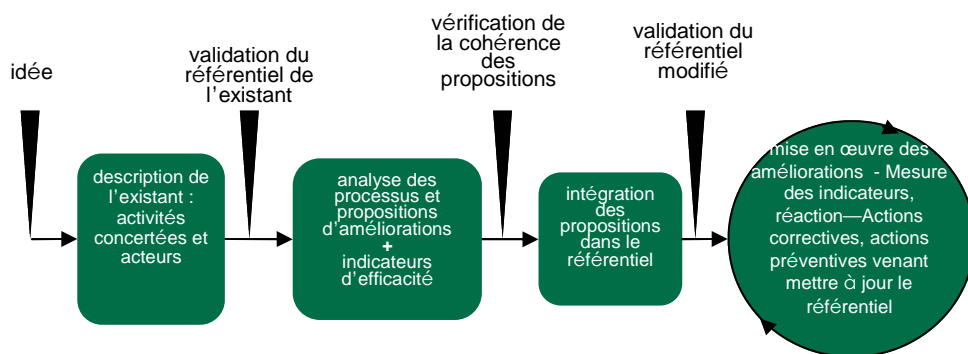 idée
validation du
référentiel de
l'existant
vérification de
la cohérence
des
propositions
validation du
référentiel
modifié
description de
l'existant :
activités
concertées et
acteurs
analyse des
processus et
propositions
d'améliorations
+
indicateurs
d'efficacité
intégration
des
propositions
dans le
référentiel
mise en œuvre des
améliorations - Mesure
des indicateurs,
réaction—Actions
correctives, actions
préventives venant
mettre à jour le
référentiel